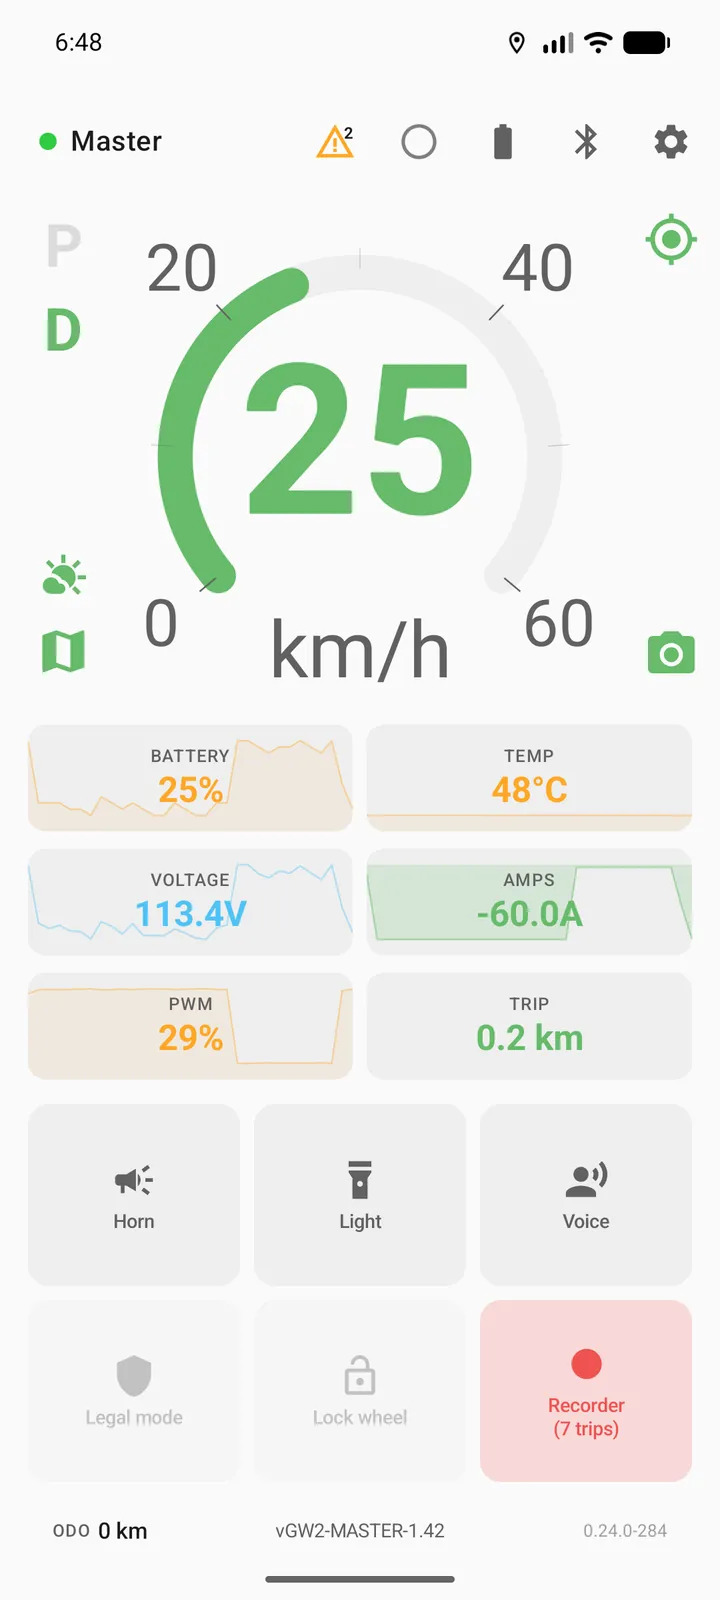 6:48
Master
2
P
D
20
40
25
0
60
km/h
BATTERY
25%
TEMP
48°C
VOLTAGE
113.4V
AMPS
-60.0A
PWM
29%
TRIP
0.2 km
Horn
Light
Voice
Legal mode
Lock wheel
Recorder
(7 trips)
ODO 0 km
vGW2-MASTER-1.42
0.24.0-284